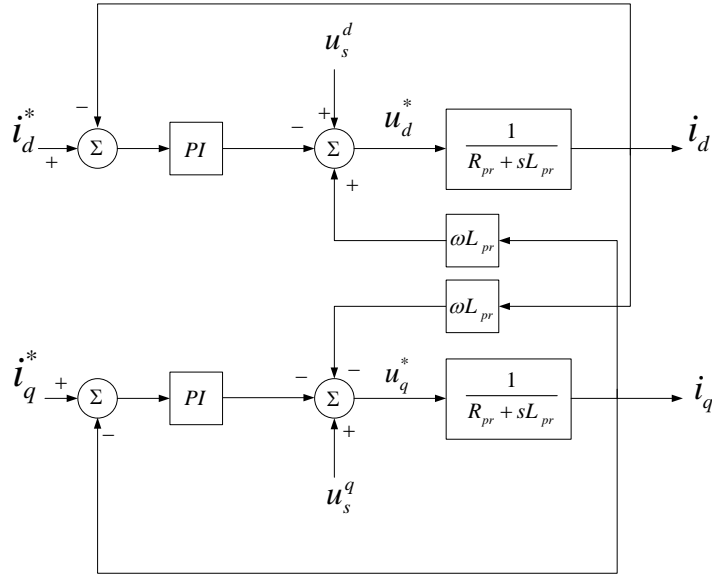 u_s^d
−
i_d^* + Σ PI − + Σ + u_d^* 1 / (R_pr + sL_pr) i_d
ωL_pr
ωL_pr
i_q^* + Σ − PI − − Σ + u_q^* 1 / (R_pr + sL_pr) i_q
u_s^q